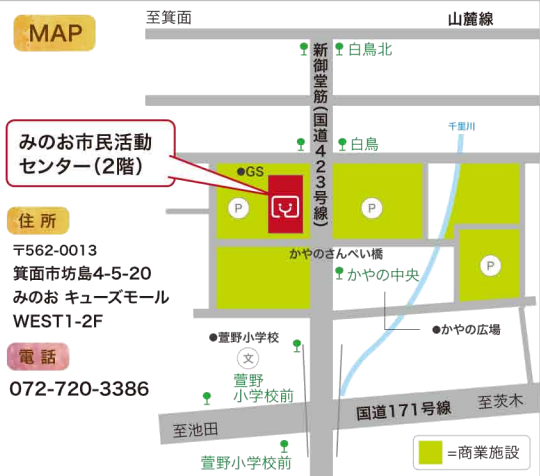 MAP
至箕面
山麓線
白鳥北
新御堂筋(国道423号線)
千里川
白鳥
みのお市民活動
センター(2階)
●GS
P
P
住所
〒562-0013
箕面市坊島4-5-20
みのお キューズモール
WEST1-2F
かやのさんぺい橋
P
かやの中央
●かやの広場
●萱野小学校
文
電話
072-720-3386
萱野
小学校前
国道171号線
至茨木
至池田
萱野小学校前
=商業施設